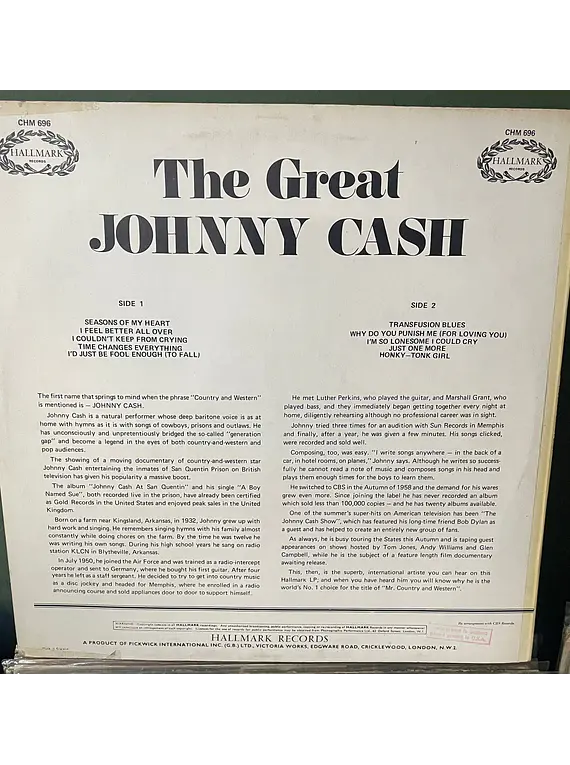 CHM 696
CHM 696
HALLMARK
RECORDS
HALLMARK
RECORDS
The Great
JOHNNY CASH
SIDE 1
SEASONS OF MY HEART
I FEEL BETTER ALL OVER
I COULDN'T KEEP FROM CRYING
TIME CHANGES EVERYTHING
I'D JUST BE FOOL ENOUGH (TO FALL)
SIDE 2
TRANSFUSION BLUES
WHY DO YOU PUNISH ME (FOR LOVING YOU)
I'M SO LONESOME I COULD CRY
JUST ONE MORE
HONKY-TONK GIRL
The first name that springs to mind when the phrase "Country and Western"
is mentioned is — JOHNNY CASH.
Johnny Cash is a natural performer whose deep baritone voice is as at
home with hymns as it is with songs of cowboys, prisons and outlaws. He
has unconsciously and unpretentiously bridged the so-called "generation
gap" and become a legend in the eyes of both country-and-western and
pop audiences.
The showing of a moving documentary of country-and-western star
Johnny Cash entertaining the inmates of San Quentin Prison on British
television has given his popularity a massive boost.
The album "Johnny Cash At San Quentin" and his single "A Boy
Named Sue", both recorded live in the prison, have already been certified
as Gold Records in the United States and enjoyed peak sales in the United
Kingdom.
Born on a farm near Kingsland, Arkansas, in 1932, Johnny grew up with
hard work and singing. He remembers singing hymns with his family almost
constantly while doing chores on the farm. By the time he was twelve he
was writing his own songs. During his high school years he sang on radio
station KLCN in Blytheville, Arkansas.
In July 1950, he joined the Air Force and was trained as a radio-intercept
operator and sent to Germany, where he bought his first guitar. After four
years he left as a staff sergeant. He decided to try to get into country music
as a disc jockey and headed for Memphis, where he enrolled in a radio
announcing course and sold appliances door to door to support himself.
He met Luther Perkins, who played the guitar, and Marshall Grant, who
played bass, and they immediately began getting together every night at
home, diligently rehearsing although no professional career was in sight.
Johnny tried three times for an audition with Sun Records in Memphis
and finally, after a year, he was given a few minutes. His songs clicked,
were recorded and sold well.
Composing, too, was easy. "I write songs anywhere — in the back of a
car, in hotel rooms, on planes," Johnny says. Although he writes so success-
fully he cannot read a note of music and composes songs in his head and
plays them enough times for the boys to learn them.
He switched to CBS in the Autumn of 1958 and the demand for his wares
grew even more. Since joining the label he has never recorded an album
which sold less than 100,000 copies — and he has twenty albums available.
One of the summer's super-hits on American television has been "The
Johnny Cash Show", which has featured his long-time friend Bob Dylan as
a guest and has helped to create an entirely new group of fans.
As always, he is busy touring the States this Autumn and is taping guest
appearances on shows hosted by Tom Jones, Andy Williams and Glen
Campbell, while he is the subject of a feature length film documentary
awaiting release.
This, then, is the superb, international artiste you can hear on this
Hallmark LP; and when you have heard him you will know why he is the
world's No. 1 choice for the title of "Mr. Country and Western".
By arrangement with CBS Records
HALLMARK RECORDS
A PRODUCT OF PICKWICK INTERNATIONAL INC. (G.B.) LTD., VICTORIA WORKS, EDGWARE ROAD, CRICKLEWOOD, LONDON, N.W.2.